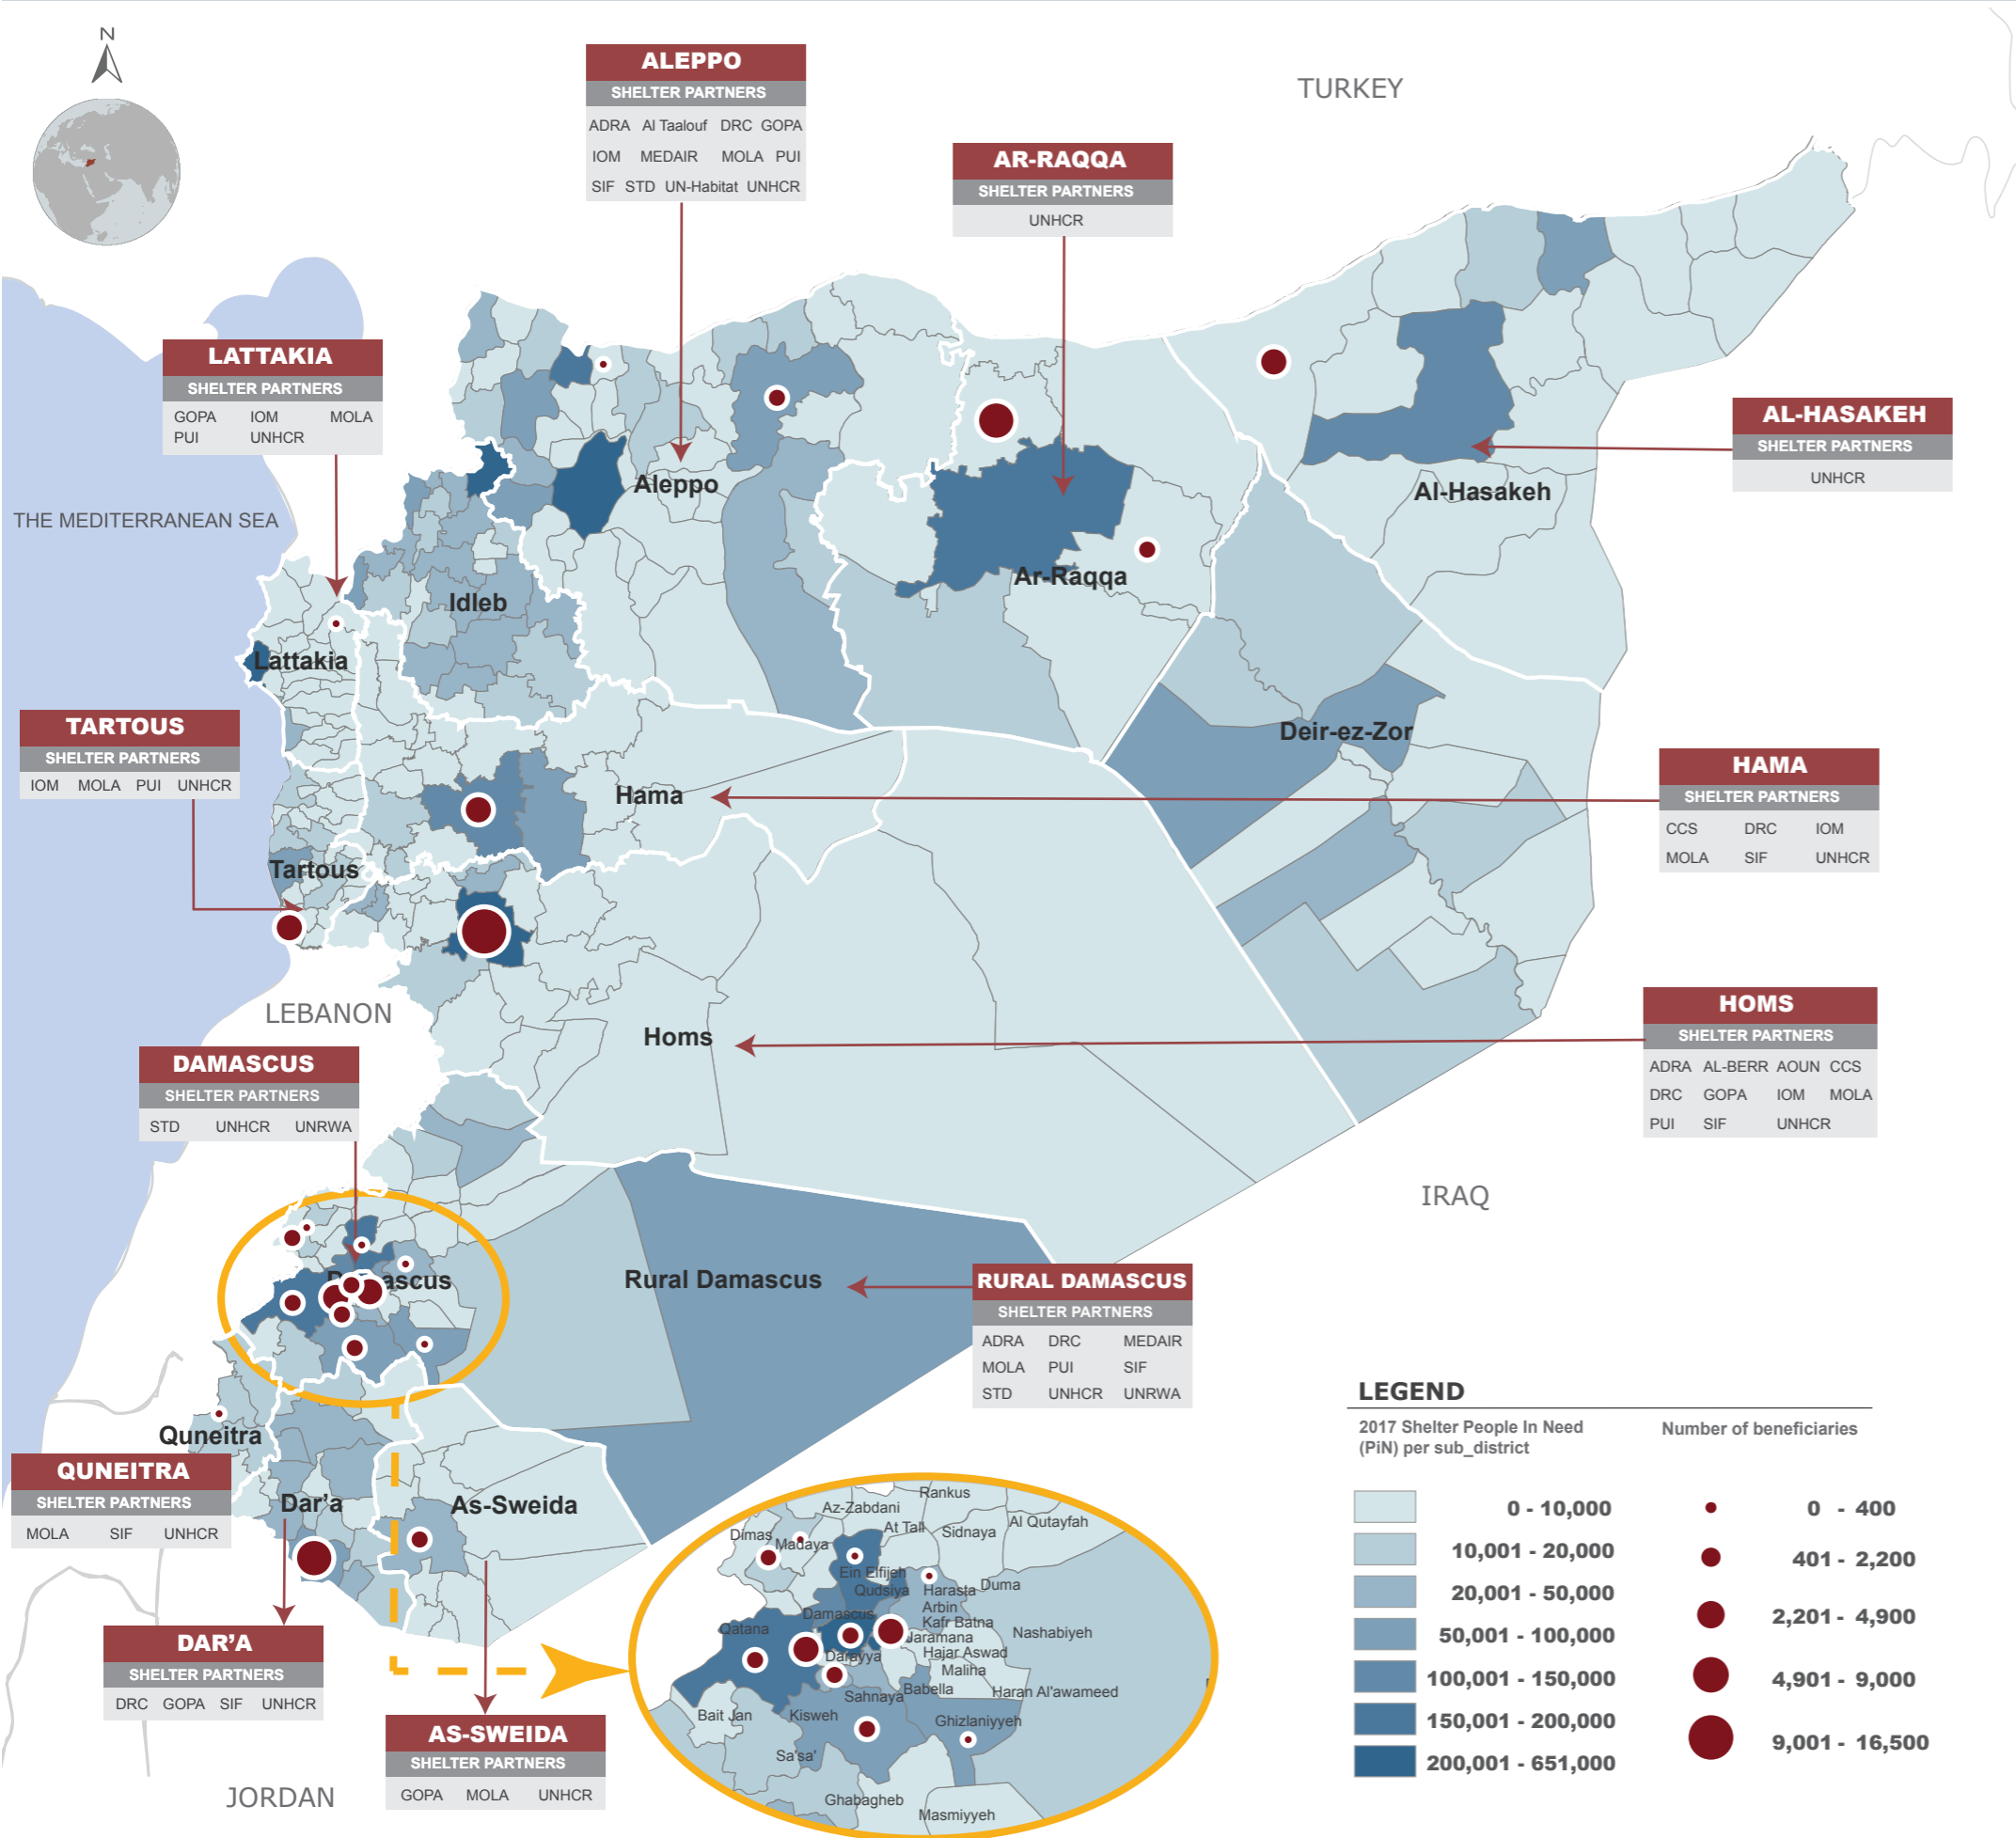 N
ALEPPO
SHELTER PARTNERS
ADRA Al Taalouf DRC GOPA
IOM MEDAIR MOLA PUI
SIF STD UN-Habitat UNHCR
TURKEY
AR-RAQQA
SHELTER PARTNERS
UNHCR
LATTAKIA
SHELTER PARTNERS
GOPA IOM MOLA
PUI UNHCR
AL-HASAKEH
SHELTER PARTNERS
UNHCR
THE MEDITERRANEAN SEA
Aleppo
Al-Hasakeh
Ar-Raqqa
Idleb
Lattakia
TARTOUS
SHELTER PARTNERS
IOM MOLA PUI UNHCR
Deir-ez-Zor
Hama
HAMA
SHELTER PARTNERS
CCS DRC IOM
MOLA SIF UNHCR
Tartous
LEBANON
Homs
HOMS
SHELTER PARTNERS
ADRA AL-BERR AOUN CCS
DRC GOPA IOM MOLA
PUI SIF UNHCR
DAMASCUS
SHELTER PARTNERS
STD UNHCR UNRWA
IRAQ
Damascus
Rural Damascus
RURAL DAMASCUS
SHELTER PARTNERS
ADRA DRC MEDAIR
MOLA PUI SIF
STD UNHCR UNRWA
Quneitra
QUNEITRA
SHELTER PARTNERS
MOLA SIF UNHCR
Dar’a
As-Sweida
DAR’A
SHELTER PARTNERS
DRC GOPA SIF UNHCR
AS-SWEIDA
SHELTER PARTNERS
GOPA MOLA UNHCR
JORDAN
Rankus
Az-Zabdani
At Tall
Sidnaya
Al Qutayfah
Dimas
Madaya
Ein Elfijeh
Qudsiya
Harasta
Duma
Arbin
Damascus
Kafr Batna
Qatana
Jaramana
Nashabiyeh
Darayya
Hajar Aswad
Maliha
Sahnaya
Babella
Haran Al'awameed
Bait Jan
Kisweh
Ghizlaniyyeh
Sa'sa'
Ghabagheb
Masmiyyeh
LEGEND
2017 Shelter People In Need
(PiN) per sub_district
0 - 10,000
10,001 - 20,000
20,001 - 50,000
50,001 - 100,000
100,001 - 150,000
150,001 - 200,000
200,001 - 651,000
Number of beneficiaries
0 - 400
401 - 2,200
2,201 - 4,900
4,901 - 9,000
9,001 - 16,500